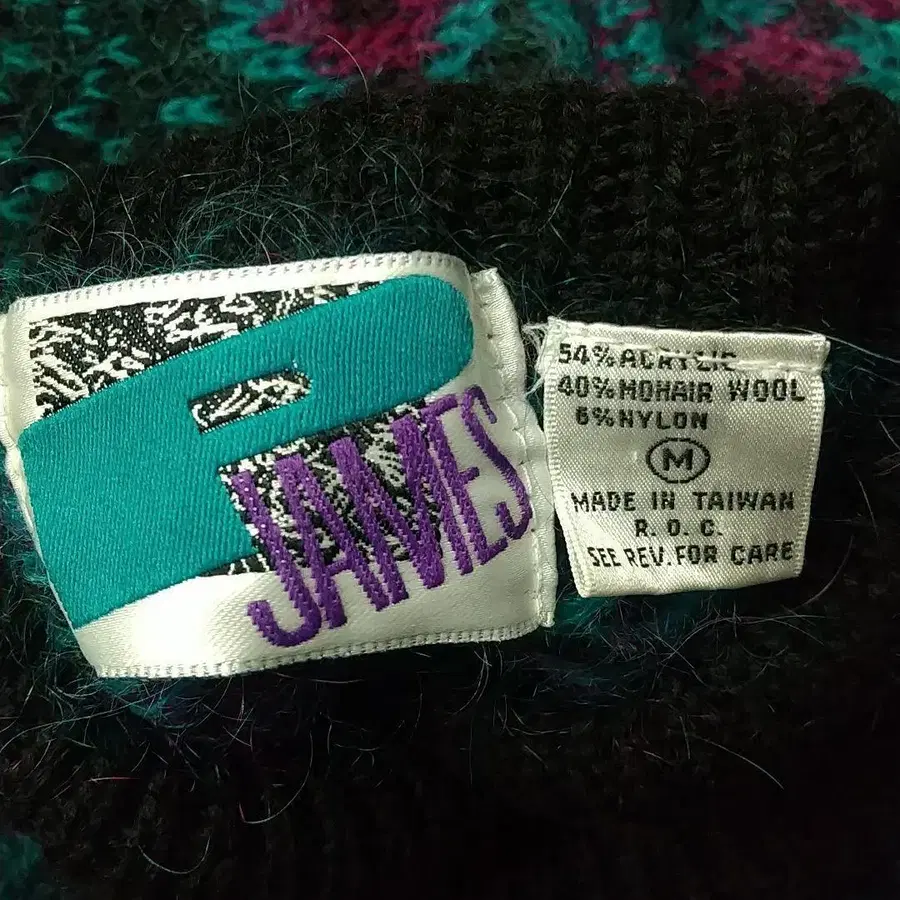 P JAMES
54% ACRYLIC
40% MOHAIR WOOL
6% NYLON
M
MADE IN TAIWAN
R. O. C.
SEE REV. FOR CARE